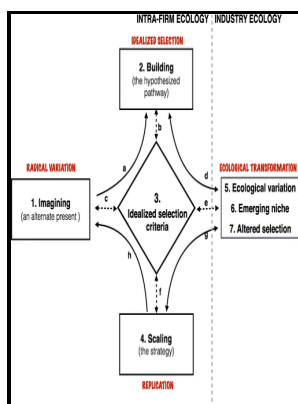 INTRA-FIRM ECOLOGY
INDUSTRY ECOLOGY
IDEALIZED SELECTION
2. Building
(the hypothesized
pathway)
b
a
d
RADICAL VARIATION
ECOLOGICAL TRANSFORMATION
1. Imagining
(an alternate present )
c
3.
Idealized selection
criteria
e
5. Ecological variation
6. Emerging niche
7. Altered selection
h
g
f
4. Scaling
(the strategy)
REPLICATION